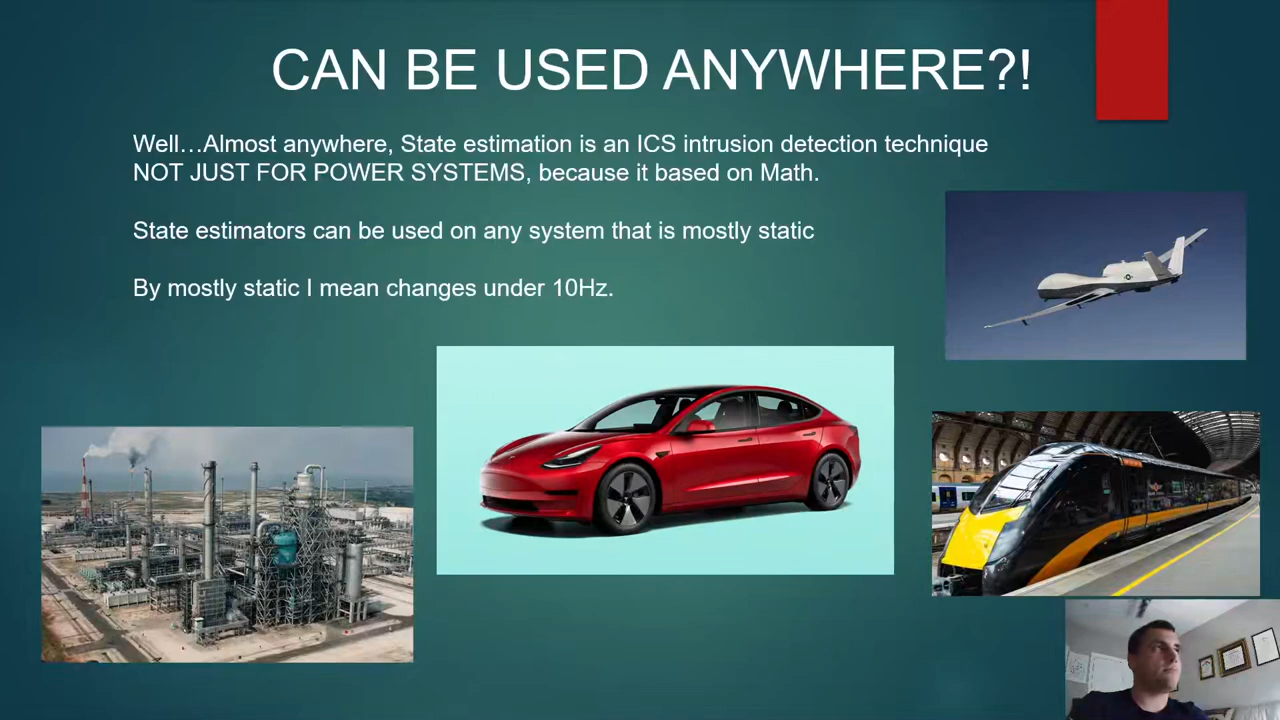 CAN BE USED ANYWHERE?!
Well…Almost anywhere, State estimation is an ICS intrusion detection technique
NOT JUST FOR POWER SYSTEMS, because it based on Math.
State estimators can be used on any system that is mostly static
By mostly static I mean changes under 10Hz.